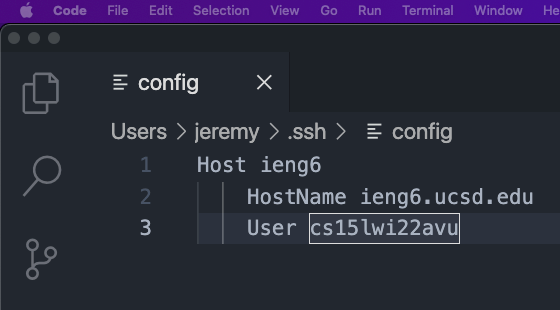 Code File Edit Selection View Go Run Terminal Window
config
Users > jeremy > .ssh > config
1 Host ieng6
2 HostName ieng6.ucsd.edu
3 User cs15lwi22avu